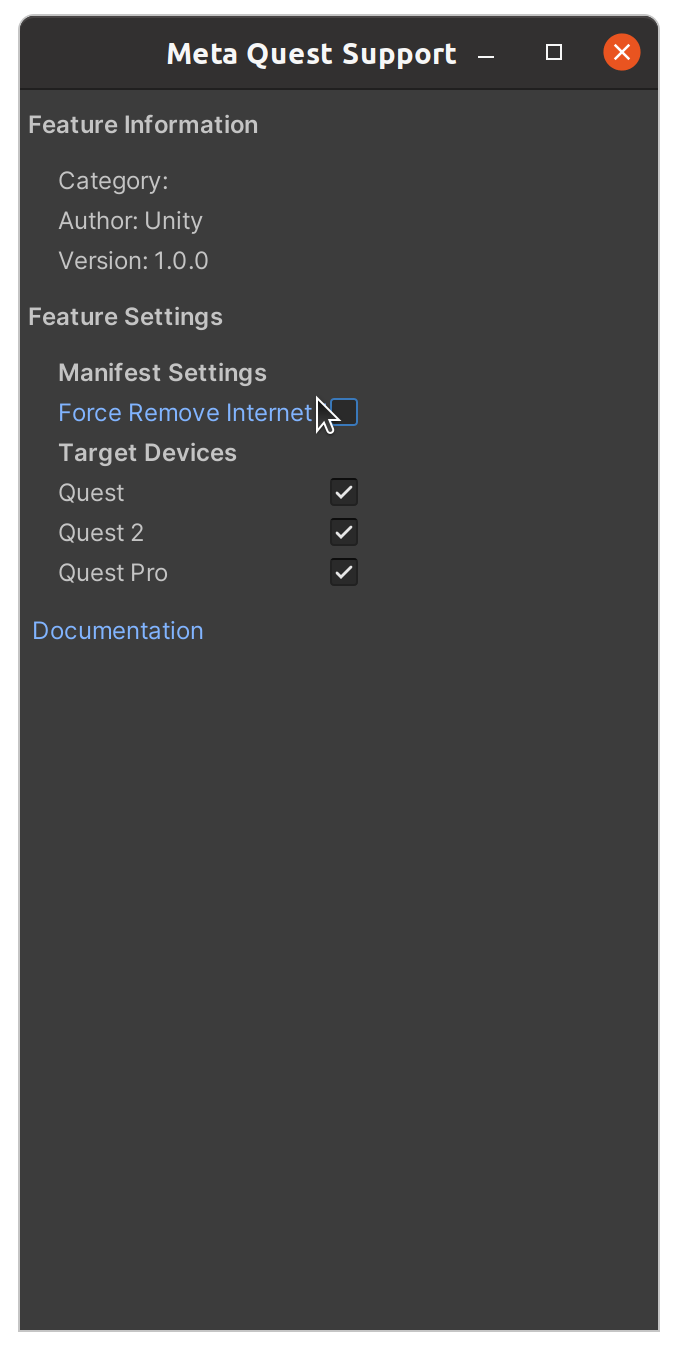 Meta Quest Support
Feature Information
Category:
Author: Unity
Version: 1.0.0
Feature Settings
Manifest Settings
Force Remove Internet
Target Devices
Quest
Quest 2
Quest Pro
Documentation